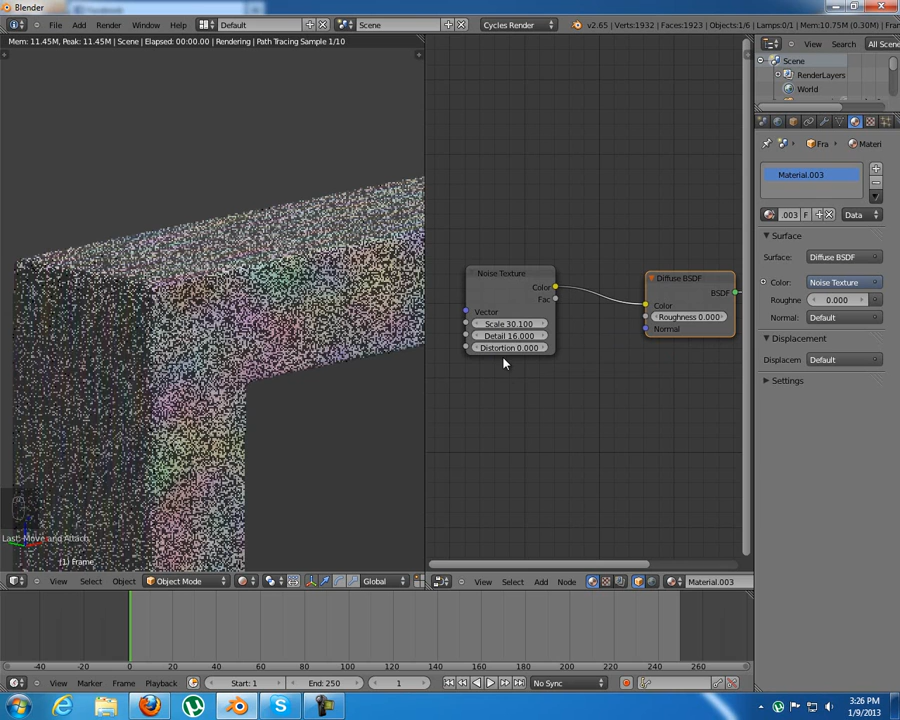 Blender
File Add Render Window Help Default Scene Cycles Render v2.65 | Verts:1932 | Faces:1923 | Objects:1/6 | Lamps:0/1 | Mem:10.75M (0.30M) | Fran
Mem: 11.45M, Peak: 11.45M | Scene | Elapsed: 00:00.00 | Rendering | Path Tracing Sample 1/10
View Search All Scene
Scene
RenderLayers
World
Fra Materi
Material.003
.003 F Data
Surface
Surface: Diffuse BSDF
Color: Noise Texture
Roughne 0.000
Normal: Default
Displacement
Displacem Default
Settings
Noise Texture
Color
Fac
Vector
Scale 30.100
Detail 16.000
Distortion 0.000
Diffuse BSDF
BSDF
Color
Roughness 0.000
Normal
Last: Move and Attach
(1) Frame
View Select Object Object Mode Global
View Select Add Node Material.003
-40 -20 0 20 40 60 80 100 120 140 160 180 200 220 240 260
View Marker Frame Playback Start: 1 End: 250 1 No Sync
3:26 PM
1/9/2013